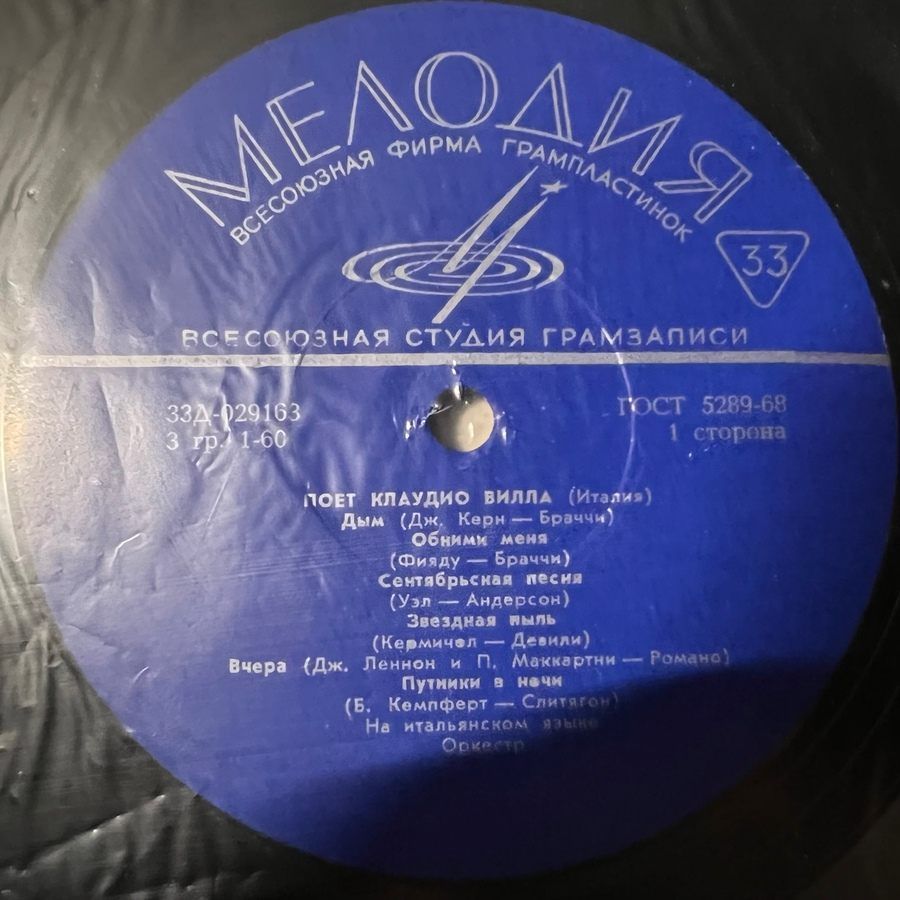 МЕЛОДИЯ
ВСЕСОЮЗНАЯ ФИРМА ГРАМПЛАСТИНОК
33
ВСЕСОЮЗНАЯ СТУДИЯ ГРАМЗАПИСИ
33Д-029163
3 гр. 1-60
ГОСТ 5289-68
1 сторона
ПОЕТ КЛАУДИО ВИЛЛА (Италия)
Дым (Дж. Керн — Браччи)
Обними меня
(Фияду — Браччи)
Сентябрьская песня
(Уэл — Андерсон)
Звездная пыль
(Кермичел — Девили)
Вчера (Дж. Леннон и П. Маккартни — Романо)
Путники в ночи
(Б. Кемпферт — Слитягон)
На итальянском языке
Оркестр